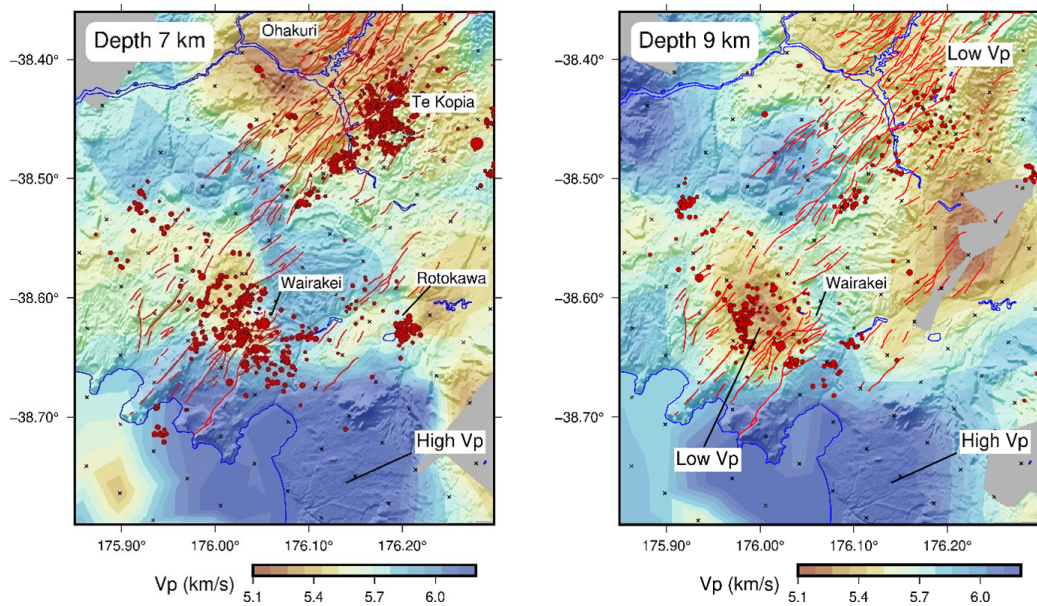 Depth 7 km
Ohakuri
Te Kopia
Wairakei
Rotokawa
High Vp
−38.40°
−38.50°
−38.60°
−38.70°
175.90°
176.00°
176.10°
176.20°
Vp (km/s)
5.1
5.4
5.7
6.0
Depth 9 km
Low Vp
Wairakei
Low Vp
High Vp
−38.40°
−38.50°
−38.60°
−38.70°
175.90°
176.00°
176.10°
176.20°
Vp (km/s)
5.1
5.4
5.7
6.0